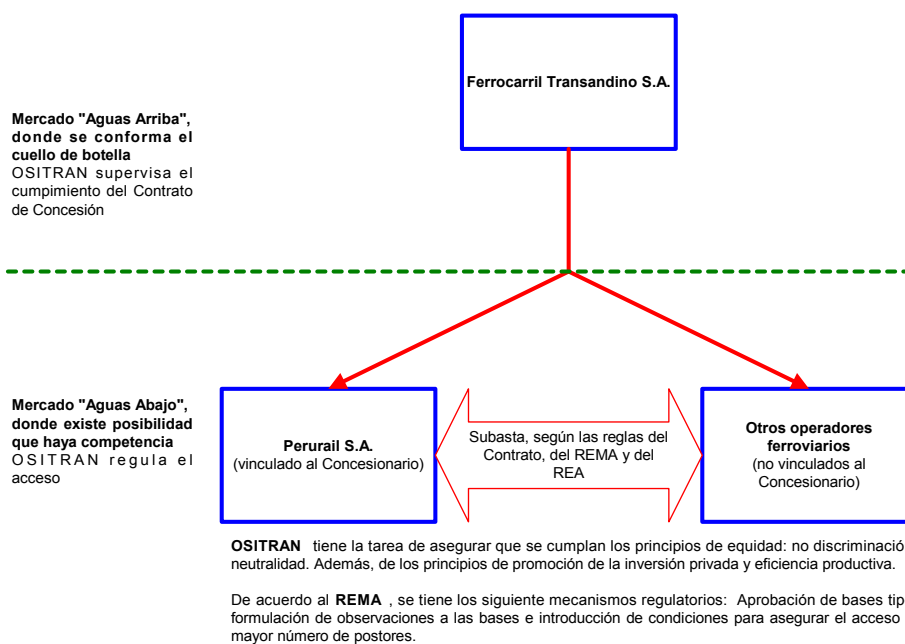 Ferrocarril Transandino S.A.
Mercado "Aguas Arriba",
donde se conforma el
cuello de botella
OSITRAN supervisa el
cumpimiento del Contrato
de Concesión
Mercado "Aguas Abajo",
donde existe posibilidad
que haya competencia
OSITRAN regula el
acceso
Perurail S.A.
(vinculado al Concesionario)
Subasta, según las reglas del
Contrato, del REMA y del
REA
Otros operadores
ferroviarios
(no vinculados al
Concesionario)
OSITRAN tiene la tarea de asegurar que se cumplan los principios de equidad: no discriminació
neutralidad. Además, de los principios de promoción de la inversión privada y eficiencia productiva.
De acuerdo al REMA , se tiene los siguiente mecanismos regulatorios: Aprobación de bases tip
formulación de observaciones a las bases e introducción de condiciones para asegurar el acceso
mayor número de postores.